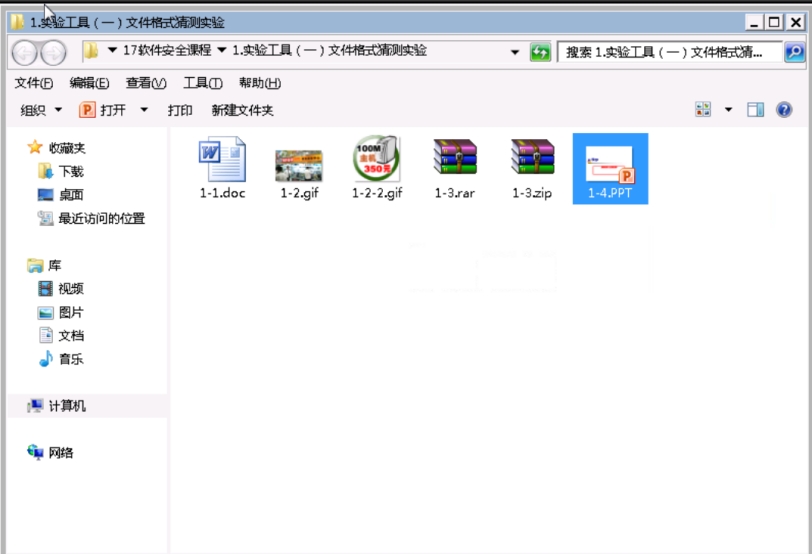 1.实验工具（一）文件格式猜测实验
17软件安全课程 1.实验工具（一）文件格式猜测实验
搜索 1.实验工具（一）文件格式猜...
文件(F) 编辑(E) 查看(V) 工具(T) 帮助(H)
组织 打开 打印 新建文件夹
收藏夹
下载
桌面
最近访问的位置
库
视频
图片
文档
音乐
计算机
网络
100M
主机
350元
1-1.doc 1-2.gif 1-2-2.gif 1-3.rar 1-3.zip 1-4.PPT